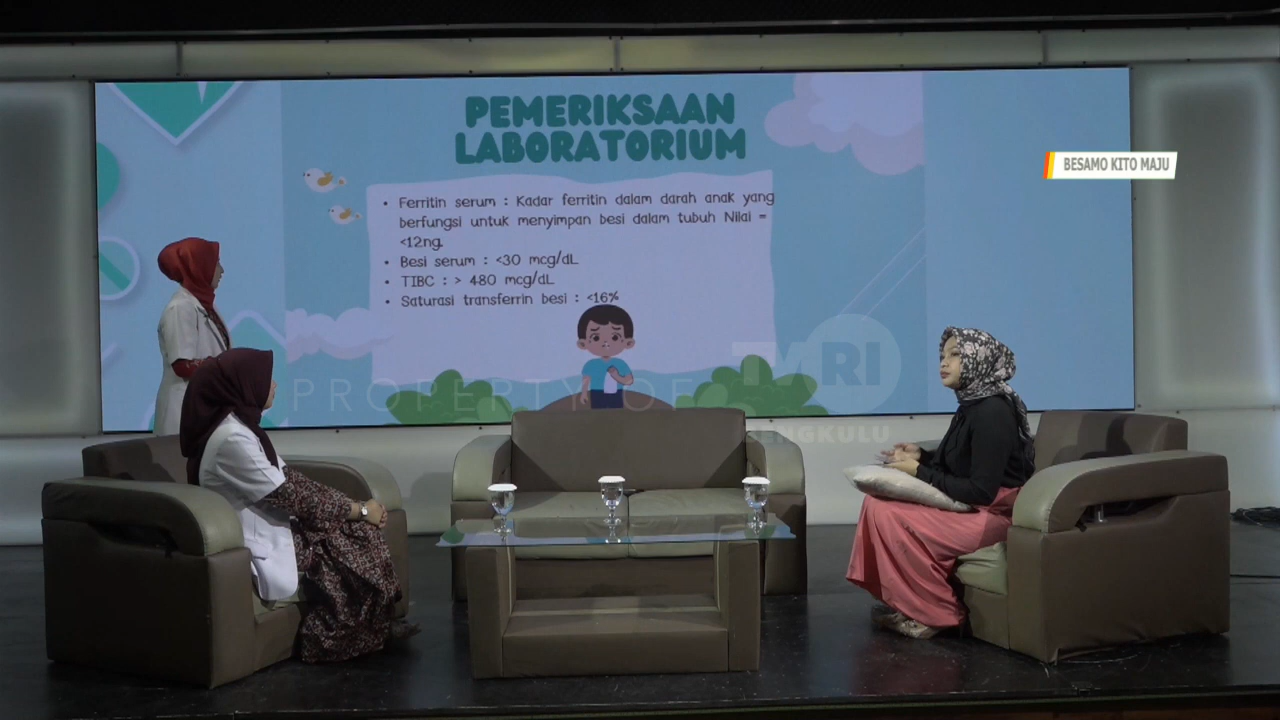 PEMERIKSAAN
LABORATORIUM
BESAMO KITO MAJU
• Ferritin serum : Kadar ferritin dalam darah anak yang
berfungsi untuk menyimpan besi dalam tubuh Nilai =
<12ng.
• Besi serum : <30 mcg/dL
• TIBC : > 480 mcg/dL
• Saturasi transferrin besi : <16%
TVRI
PROPERTY OF
BENGKULU